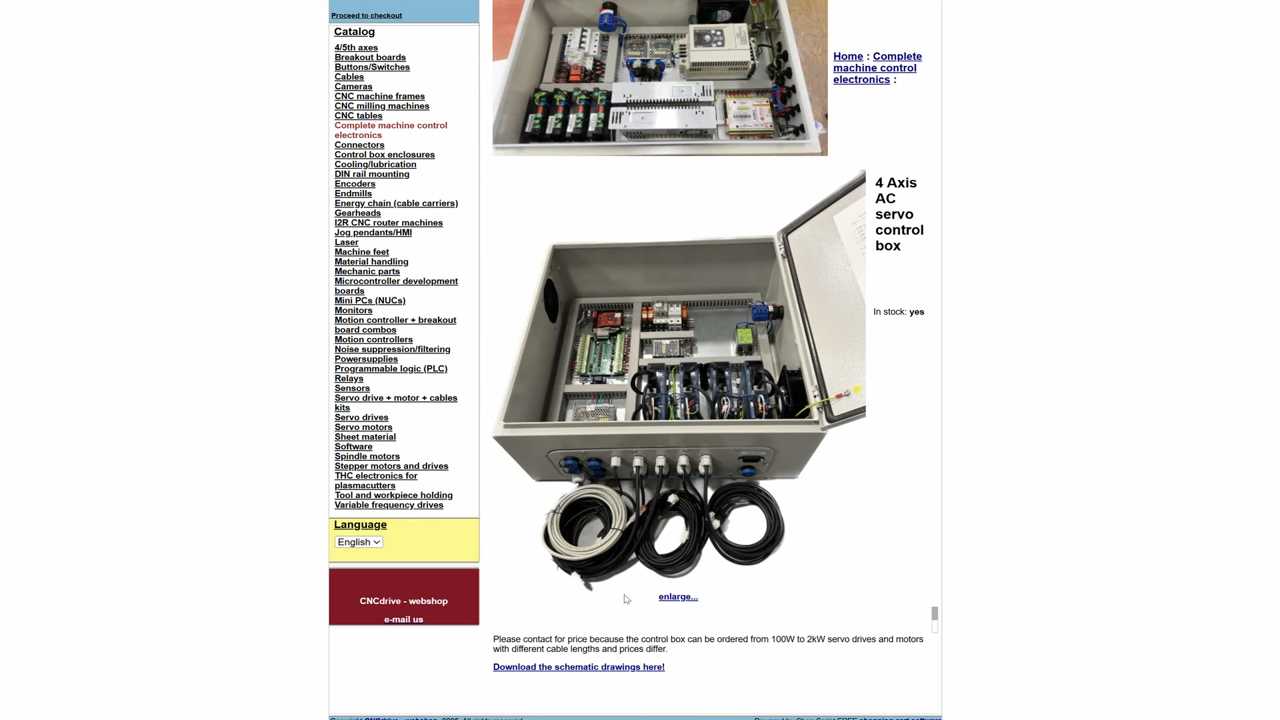 Proceed to checkout
Catalog
4/5th axes
Breakout boards
Buttons/Switches
Cables
Cameras
CNC machine frames
CNC milling machines
CNC tables
Complete machine control
electronics
Connectors
Control box enclosures
Cooling/lubrication
DIN rail mounting
Encoders
Endmills
Energy chain (cable carriers)
Gearheads
I2R CNC router machines
Jog pendants/HMI
Laser
Machine feet
Material handling
Mechanic parts
Microcontroller development
boards
Mini PCs (NUCs)
Monitors
Motion controller + breakout
board combos
Motion controllers
Noise suppression/filtering
Powersupplies
Programmable logic (PLC)
Relays
Sensors
Servo drive + motor + cables
kits
Servo drives
Servo motors
Sheet material
Software
Spindle motors
Stepper motors and drives
THC electronics for
plasmacutters
Tool and workpiece holding
Variable frequency drives
Language
English
CNCdrive - webshop
e-mail us
Home : Complete
machine control
electronics :
4 Axis
AC
servo
control
box
In stock: yes
enlarge...
Please contact for price because the control box can be ordered from 100W to 2kW servo drives and motors
with different cable lengths and prices differ.
Download the schematic drawings here!